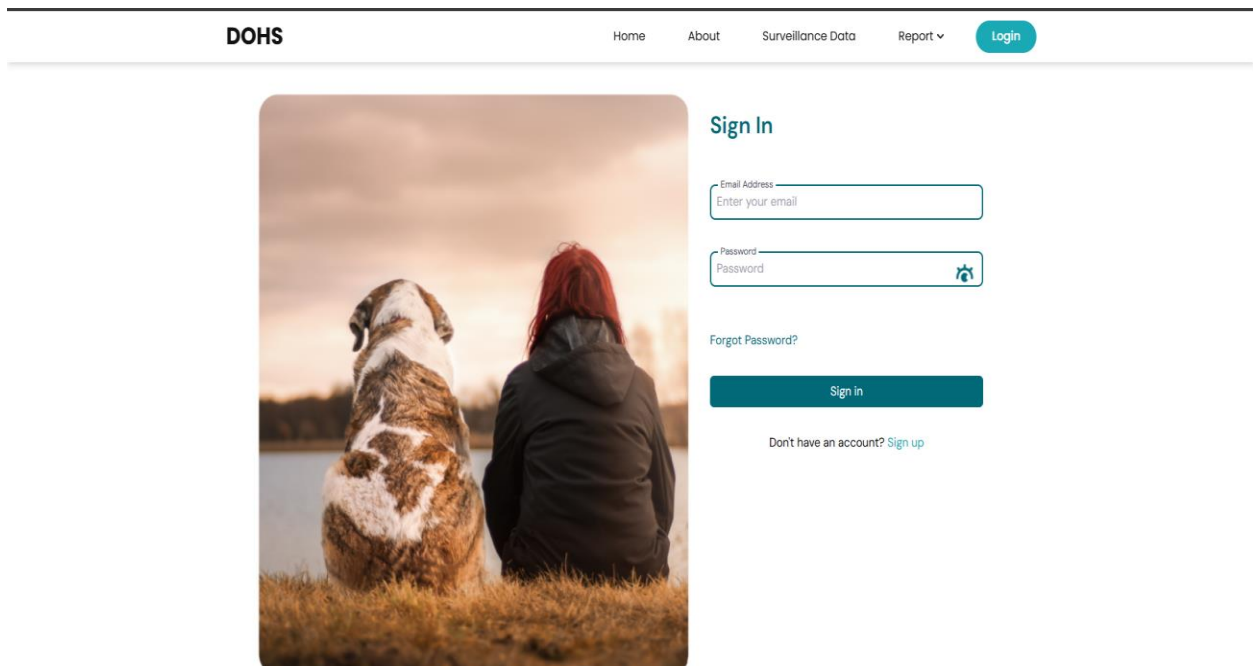 DOHS
Home About Surveillance Data Report Login
Sign In
Email Address
Enter your email
Password
Password
Forgot Password?
Sign in
Don't have an account? Sign up